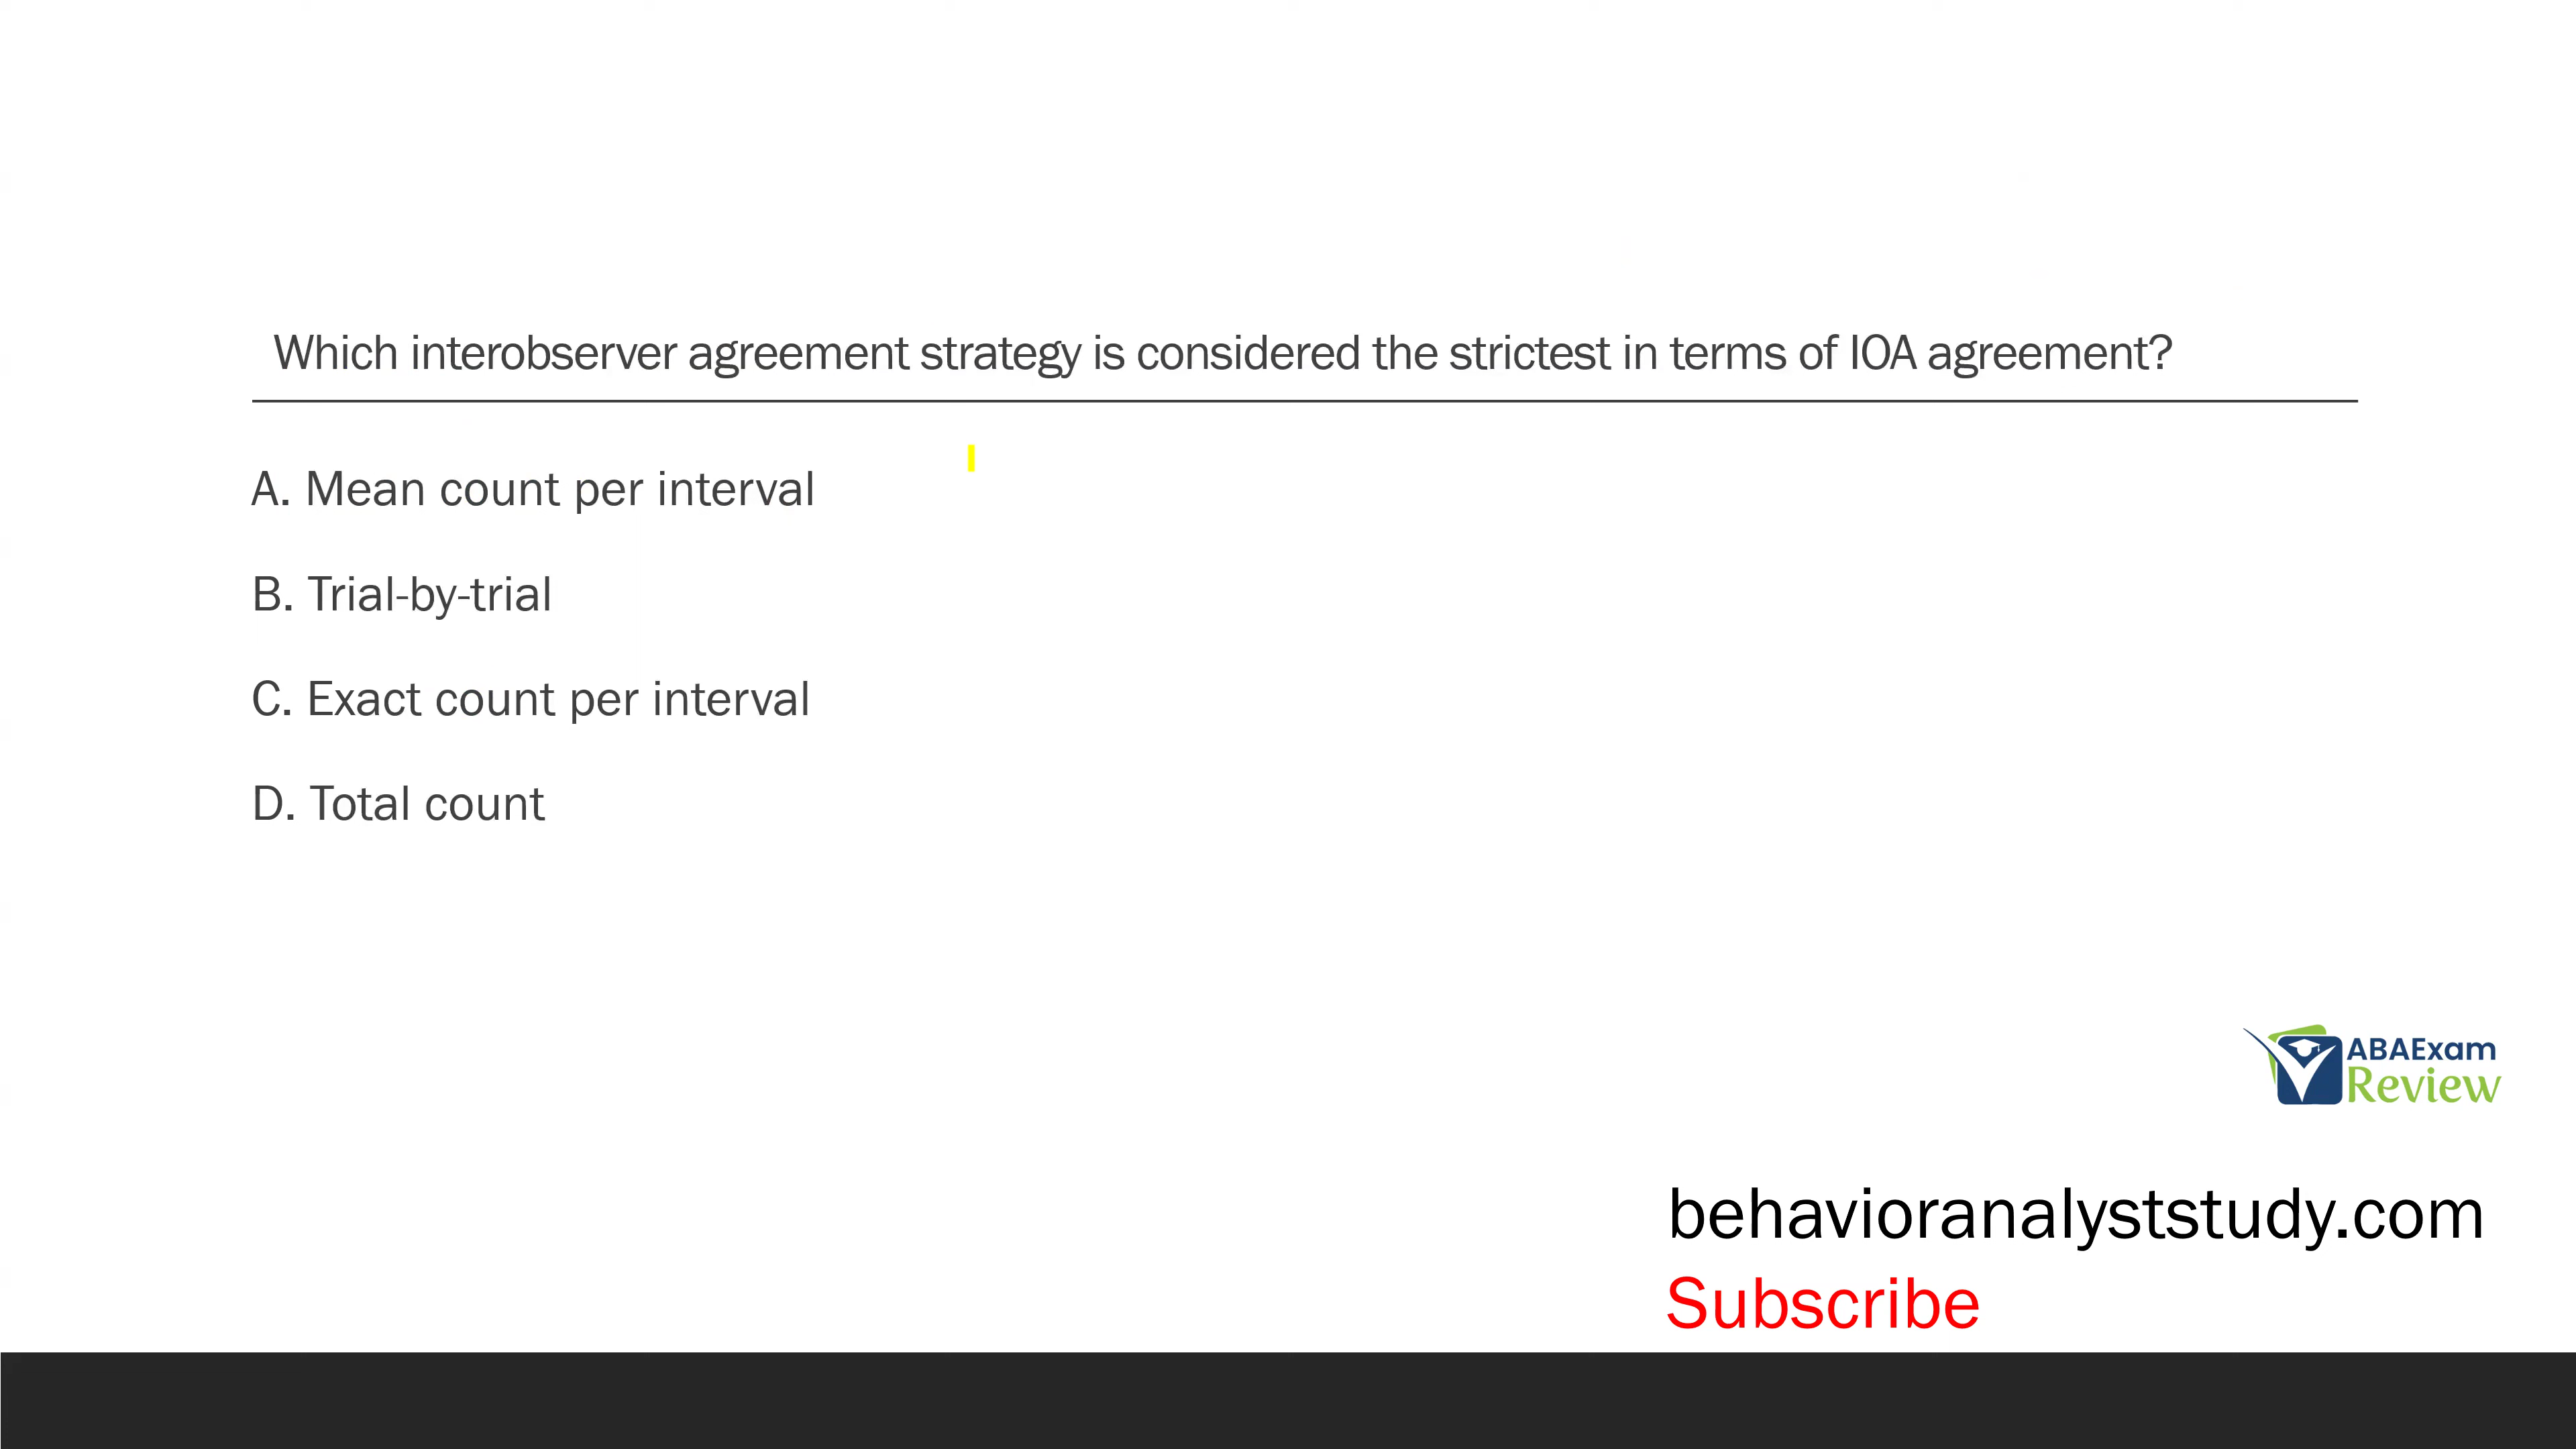 Which interobserver agreement strategy is considered the strictest in terms of IOA agreement?
A. Mean count per interval
B. Trial-by-trial
C. Exact count per interval
D. Total count
ABAExam
Review
behavioranalyststudy.com
Subscribe